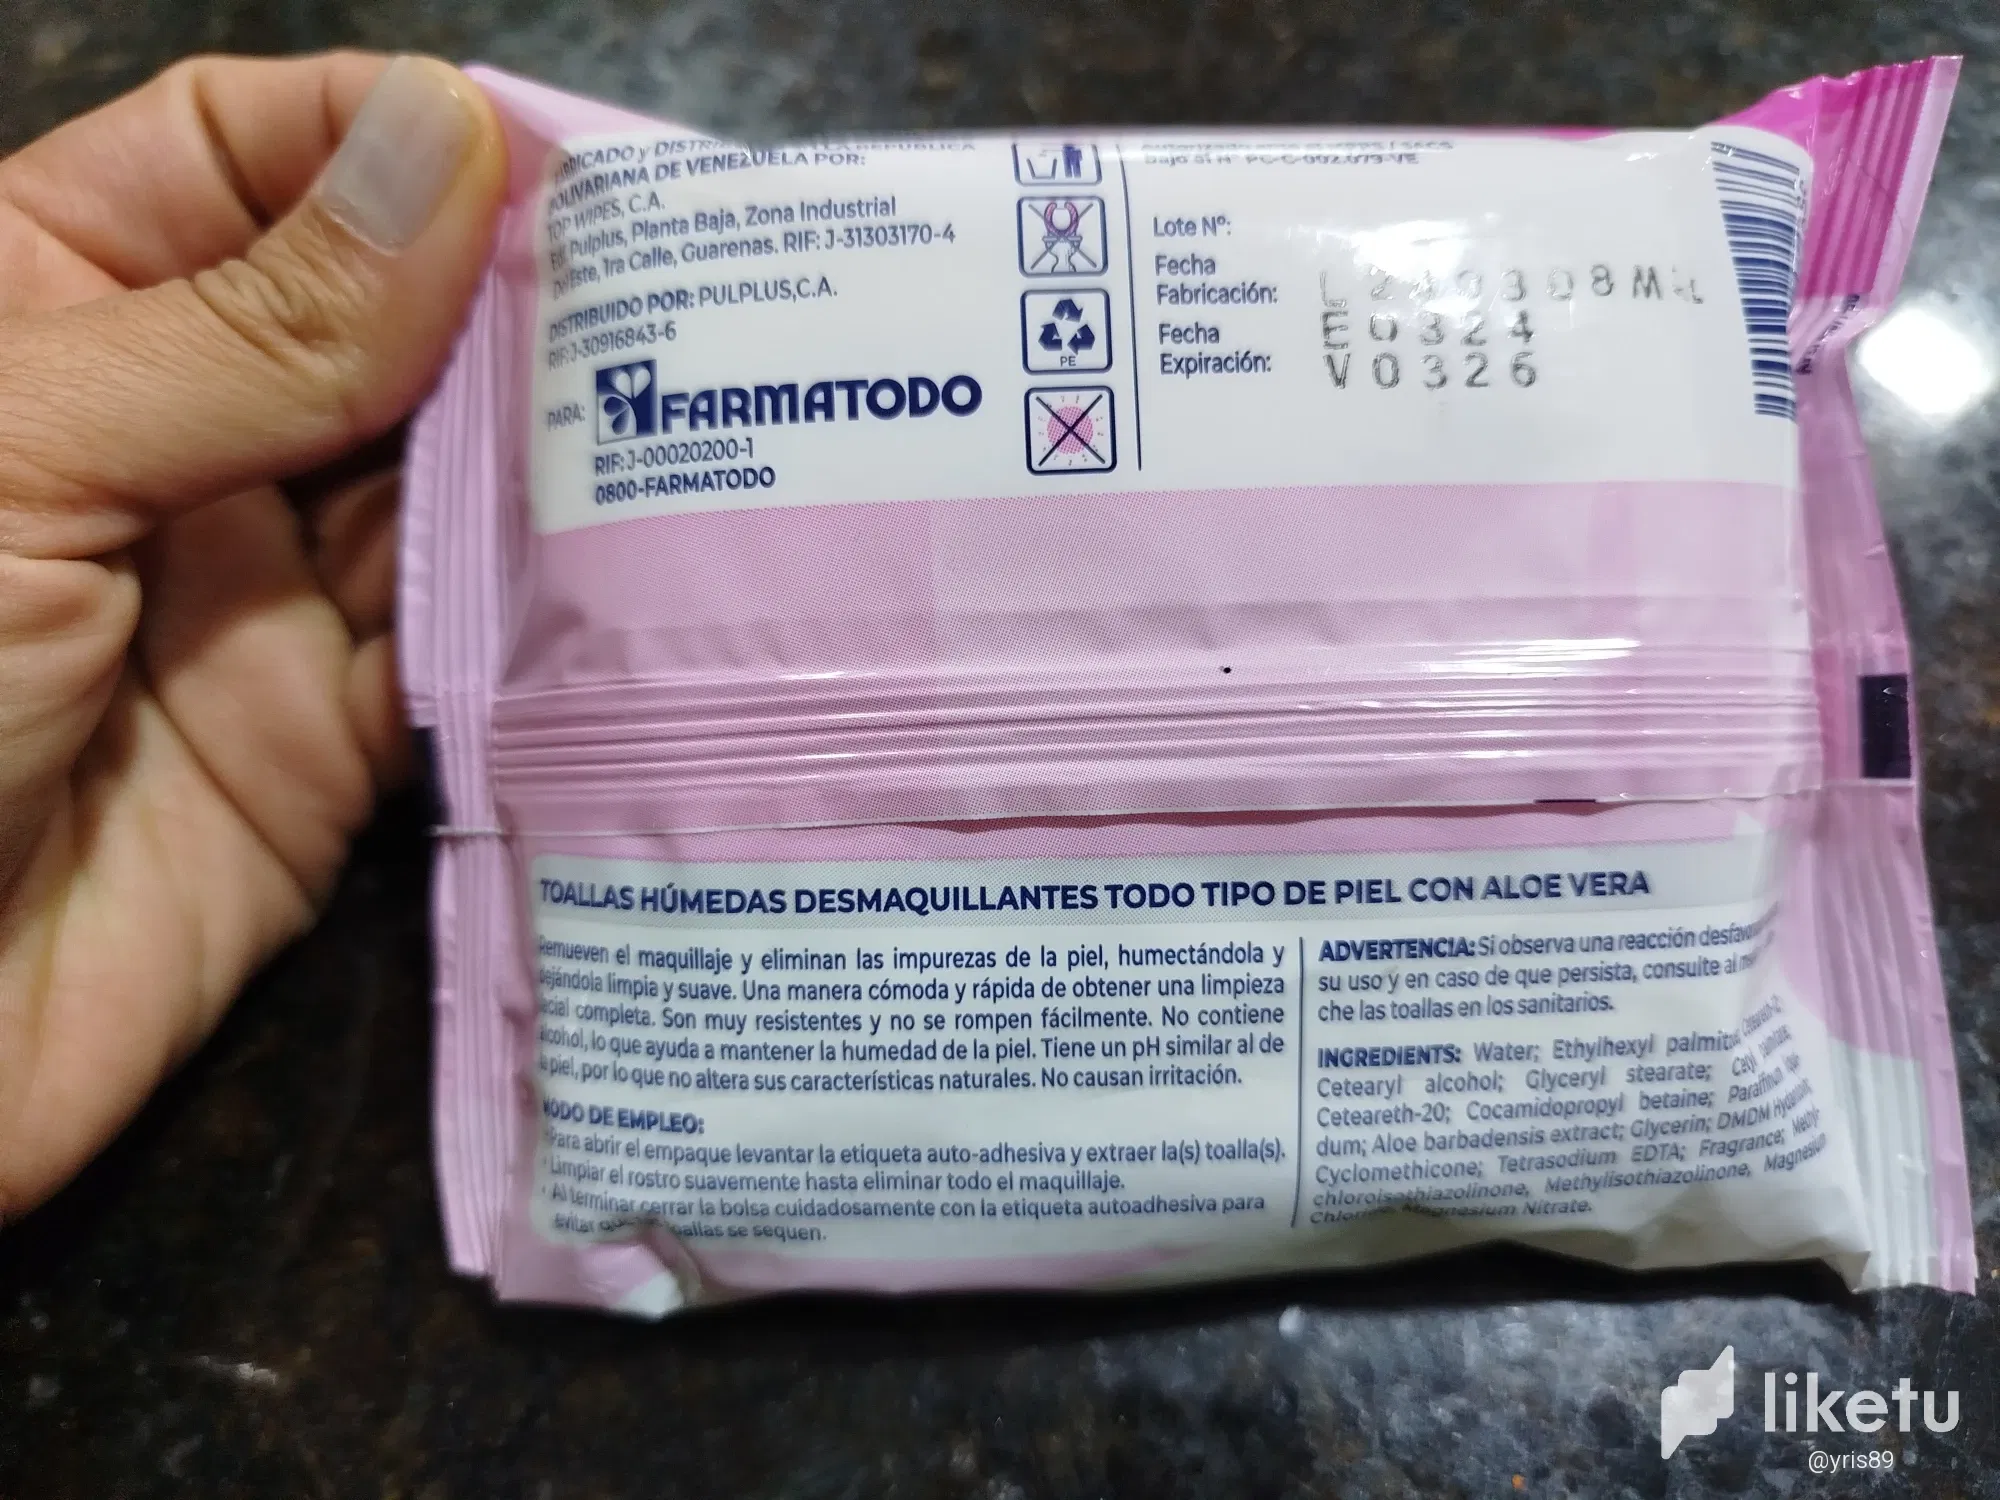 BOLIVARIANA DE VENEZUELA POR:
TOP WIPES, C.A.
Pulplus, Planta Baja, Zona Industrial
Del Este, 1ra Calle, Guarenas. RIF: J-31303170-4
DISTRIBUIDO POR: PULPLUS,C.A.
RIF:J-30916843-6
PARA: FARMATODO
RIF:J-00020200-1
0800-FARMATODO
PE
Bajo el N° PC-C-002.079-VE
Lote N°:
Fecha
Fabricación:
Fecha
Expiración:
E0324
V0326
TOALLAS HÚMEDAS DESMAQUILLANTES TODO TIPO DE PIEL CON ALOE VERA
Remueven el maquillaje y eliminan las impurezas de la piel, humectándola y
dejándola limpia y suave. Una manera cómoda y rápida de obtener una limpieza
facial completa. Son muy resistentes y no se rompen fácilmente. No contiene
alcohol, lo que ayuda a mantener la humedad de la piel. Tiene un pH similar al de
la piel, por lo que no altera sus características naturales. No causan irritación.
MODO DE EMPLEO:
*Para abrir el empaque levantar la etiqueta auto-adhesiva y extraer la(s) toalla(s).
* Limpiar el rostro suavemente hasta eliminar todo el maquillaje.
* Al terminar cerrar la bolsa cuidadosamente con la etiqueta autoadhesiva para
evitar toallas se sequen.
ADVERTENCIA: Si observa una reacción
su uso y en caso de que persista, consulte al
che las toallas en los sanitarios.
INGREDIENTS: Water; Ethylhexyl
Cetearyl alcohol; Glyceryl stearate; Cetyl
Ceteareth-20; Cocamidopropyl betaine; Paraffinum
dum; Aloe barbadensis extract; Glycerin; DMDM
Cyclomethicone; Tetrasodium EDTA; Fragrance;
chloroisothiazolinone, Methylisothiazolinone, Magnesium
Magnesium Nitrate.
liketu
@yris89